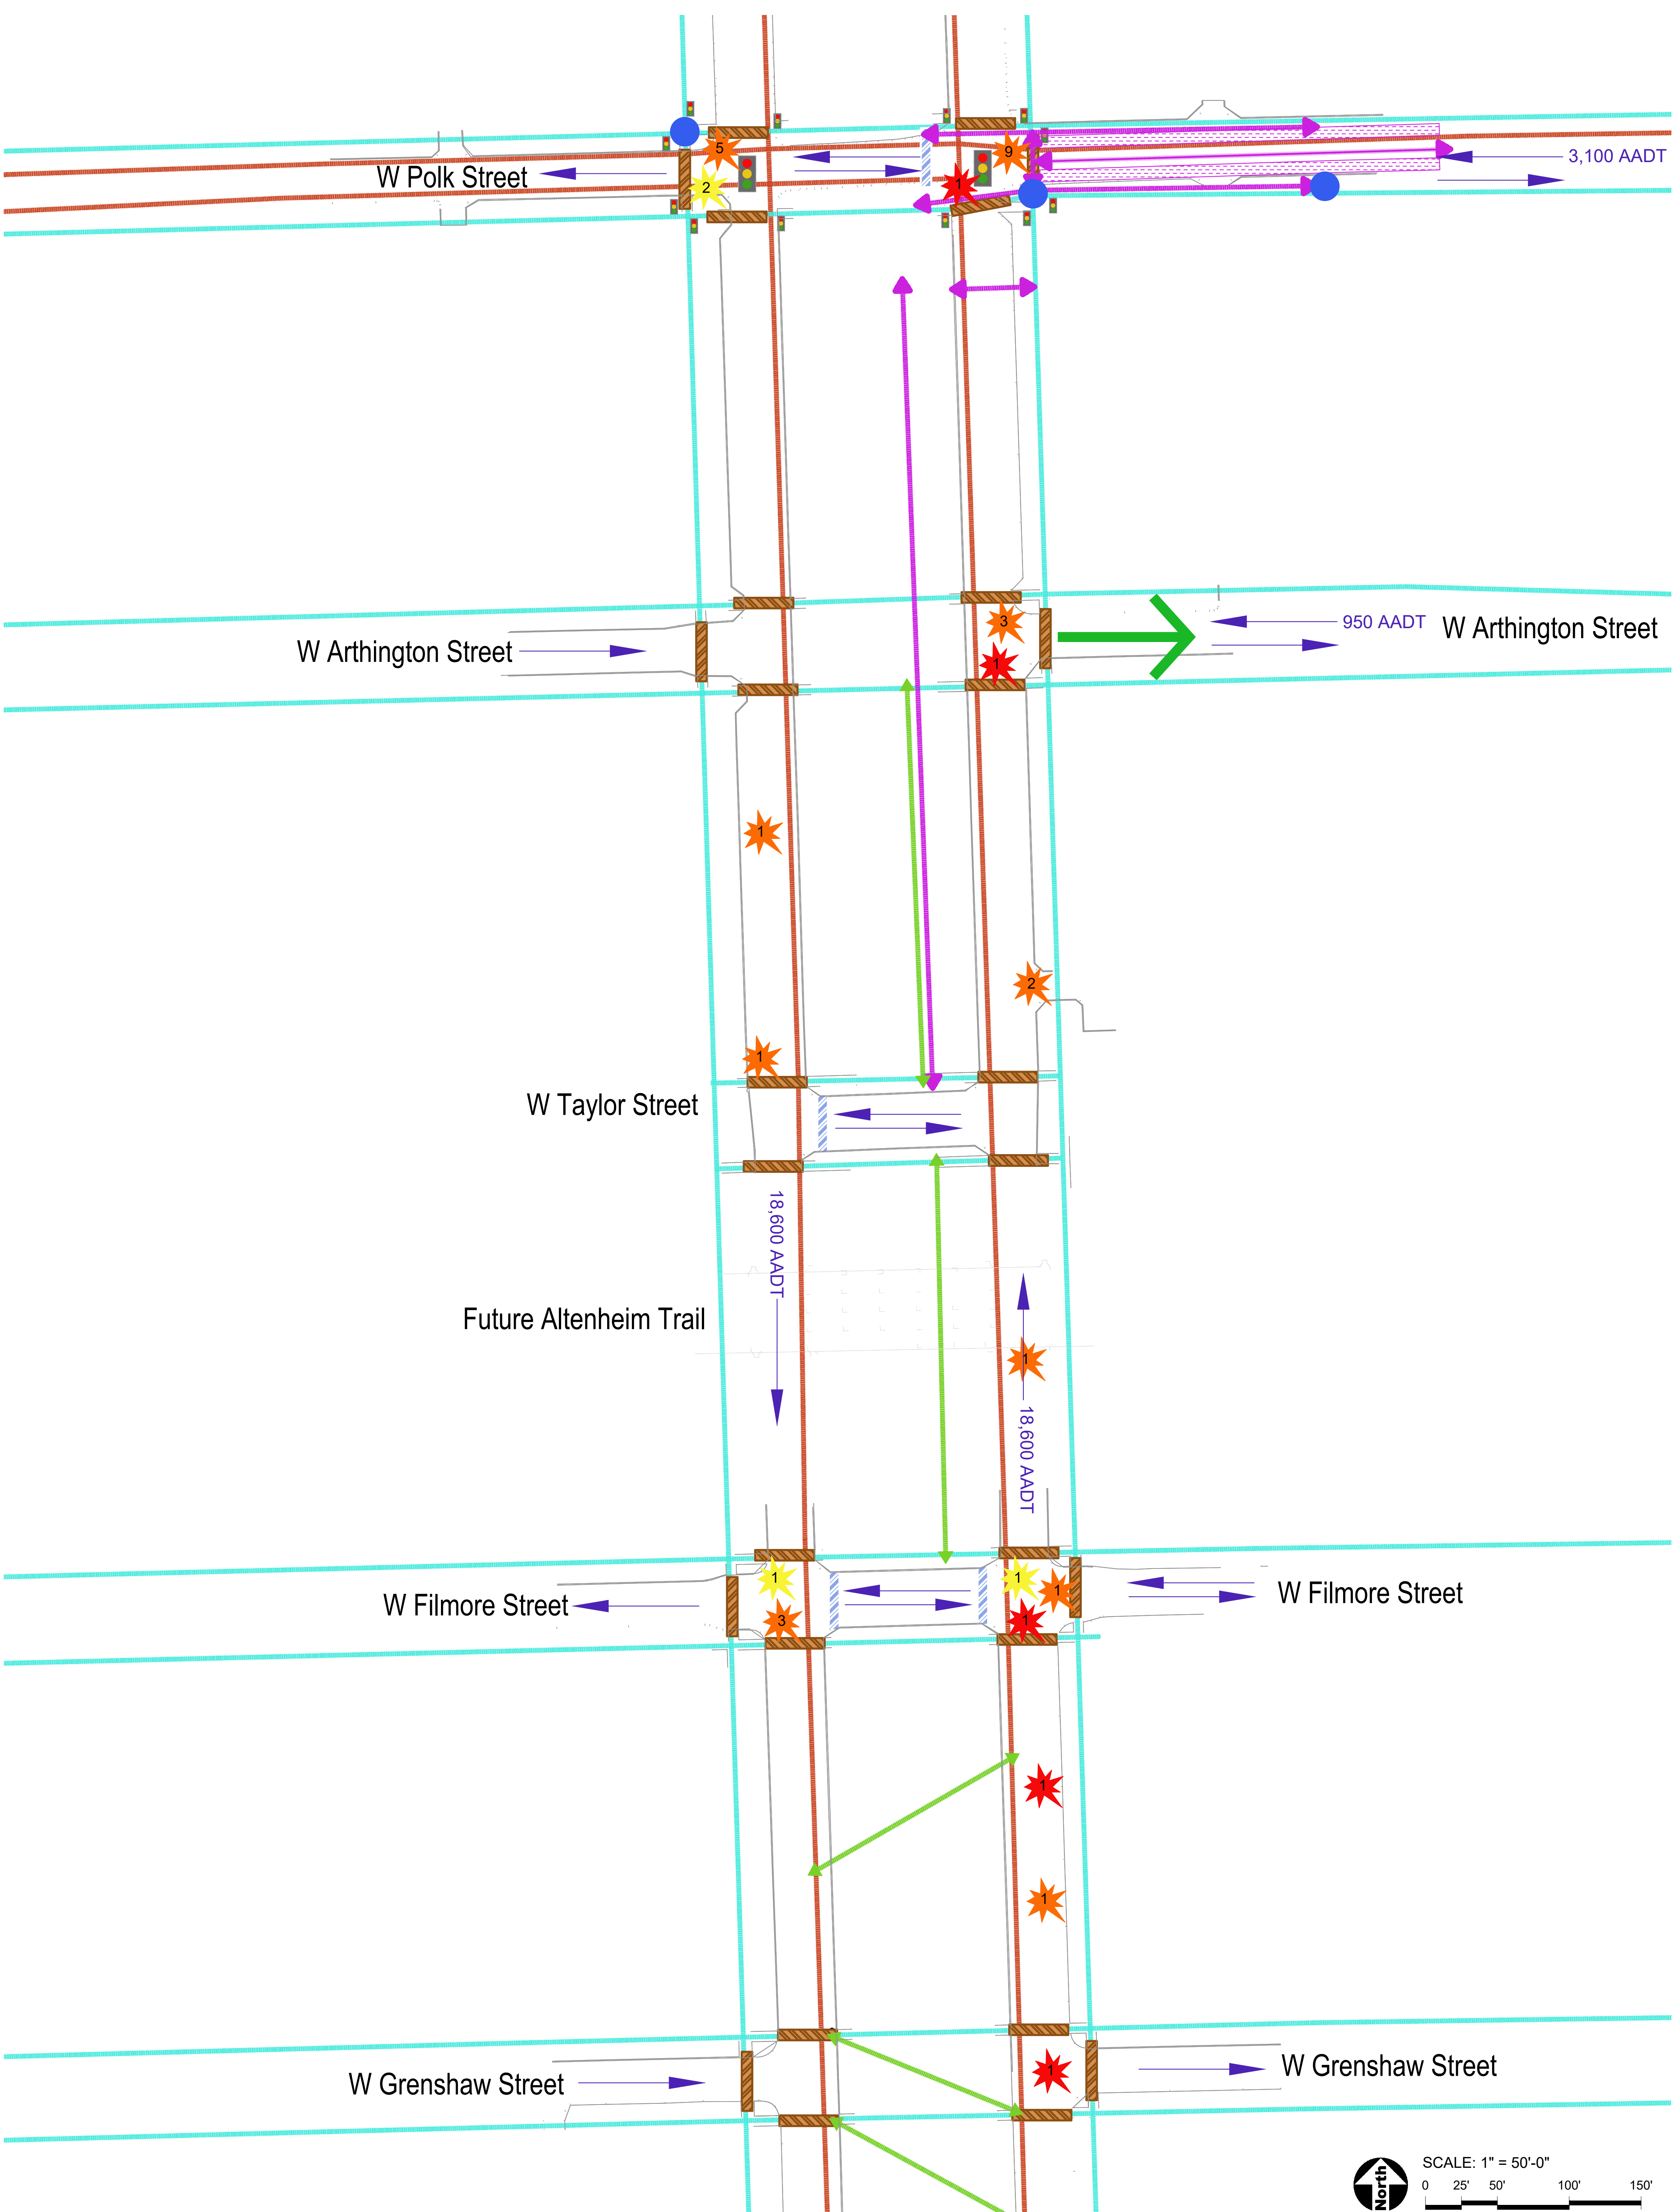 5
9
3,100 AADT
W Polk Street
2
1
3
950 AADT
W Arthington Street
W Arthington Street
1
1
2
1
W Taylor Street
18,600 AADT
Future Altenheim Trail
1
18,600 AADT
1
1
1
W Filmore Street
W Filmore Street
3
1
1
1
W Grenshaw Street
W Grenshaw Street
1
SCALE: 1" = 50'-0"
North
0 25' 50' 100' 150'